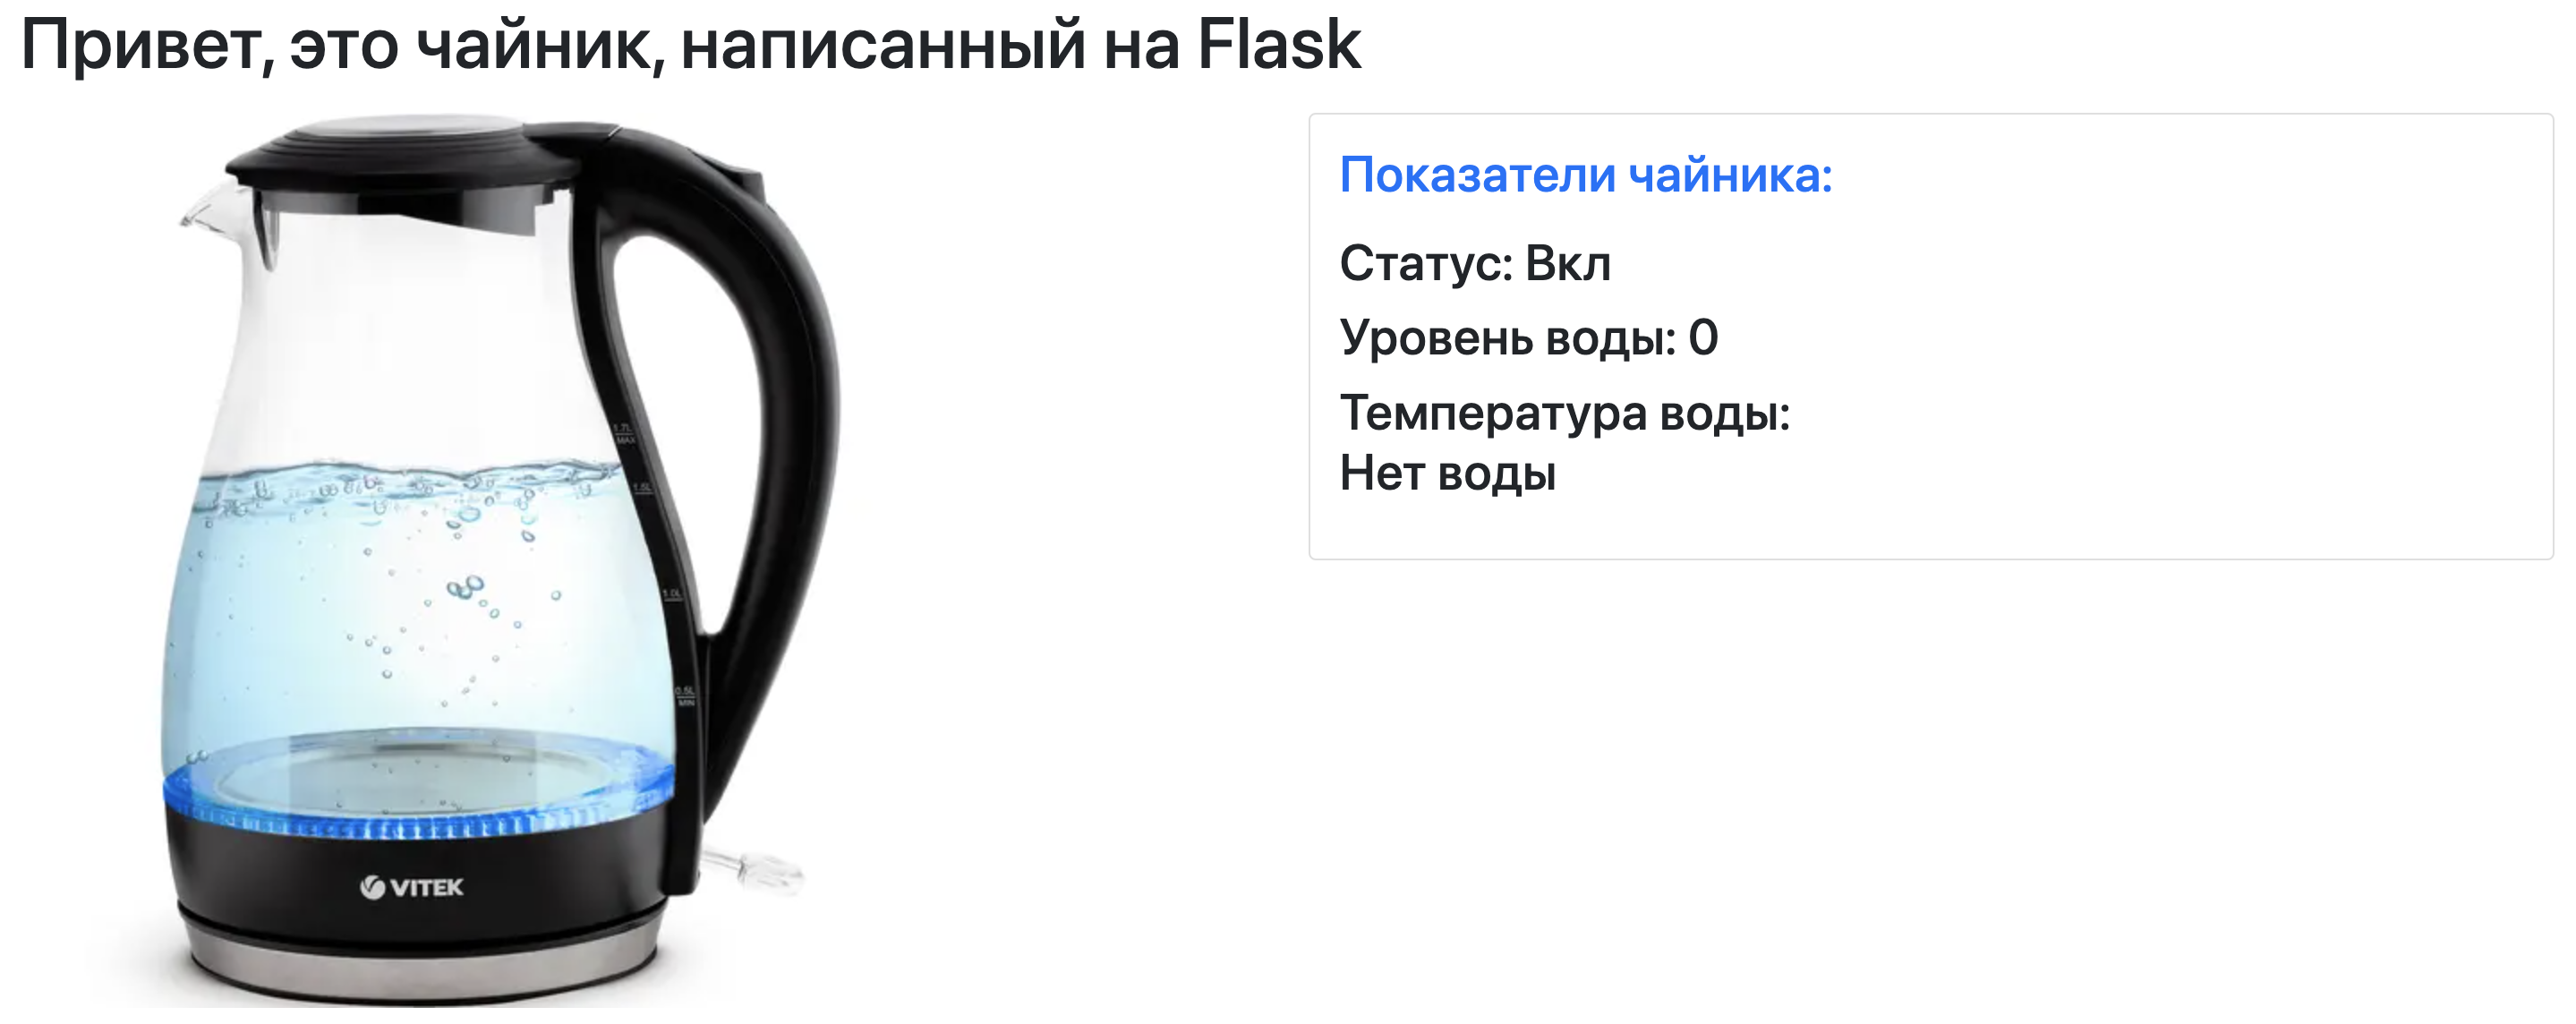 Привет, это чайник, написанный на Flask
Показатели чайника:
Статус: Вкл
Уровень воды: 0
Температура воды:
Нет воды
1.7L
MAX
1.5L
1.0L
0.5L
MIN
VITEK